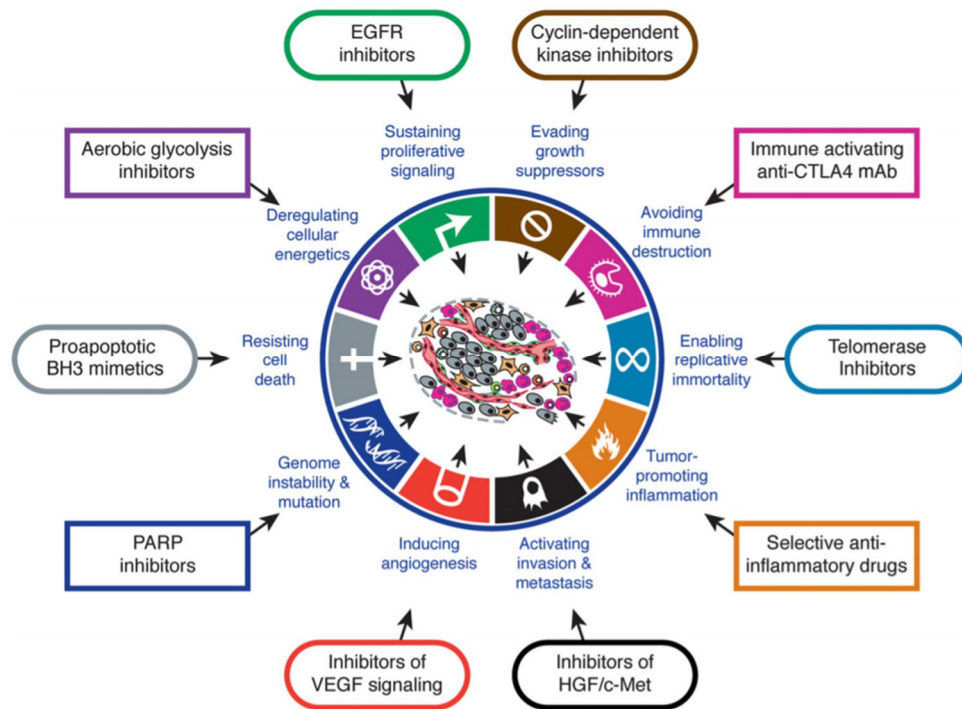 EGFR
inhibitors
Cyclin-dependent
kinase inhibitors
Sustaining
proliferative
signaling
Evading
growth
suppressors
Aerobic glycolysis
inhibitors
Immune activating
anti-CTLA4 mAb
Deregulating
cellular
energetics
Avoiding
immune
destruction
Proapoptotic
BH3 mimetics
Resisting
cell
death
Enabling
replicative
immortality
Telomerase
Inhibitors
Genome
instability &
mutation
Tumor-
promoting
inflammation
PARP
inhibitors
Inducing
angiogenesis
Activating
invasion &
metastasis
Selective anti-
inflammatory drugs
Inhibitors of
VEGF signaling
Inhibitors of
HGF/c-Met